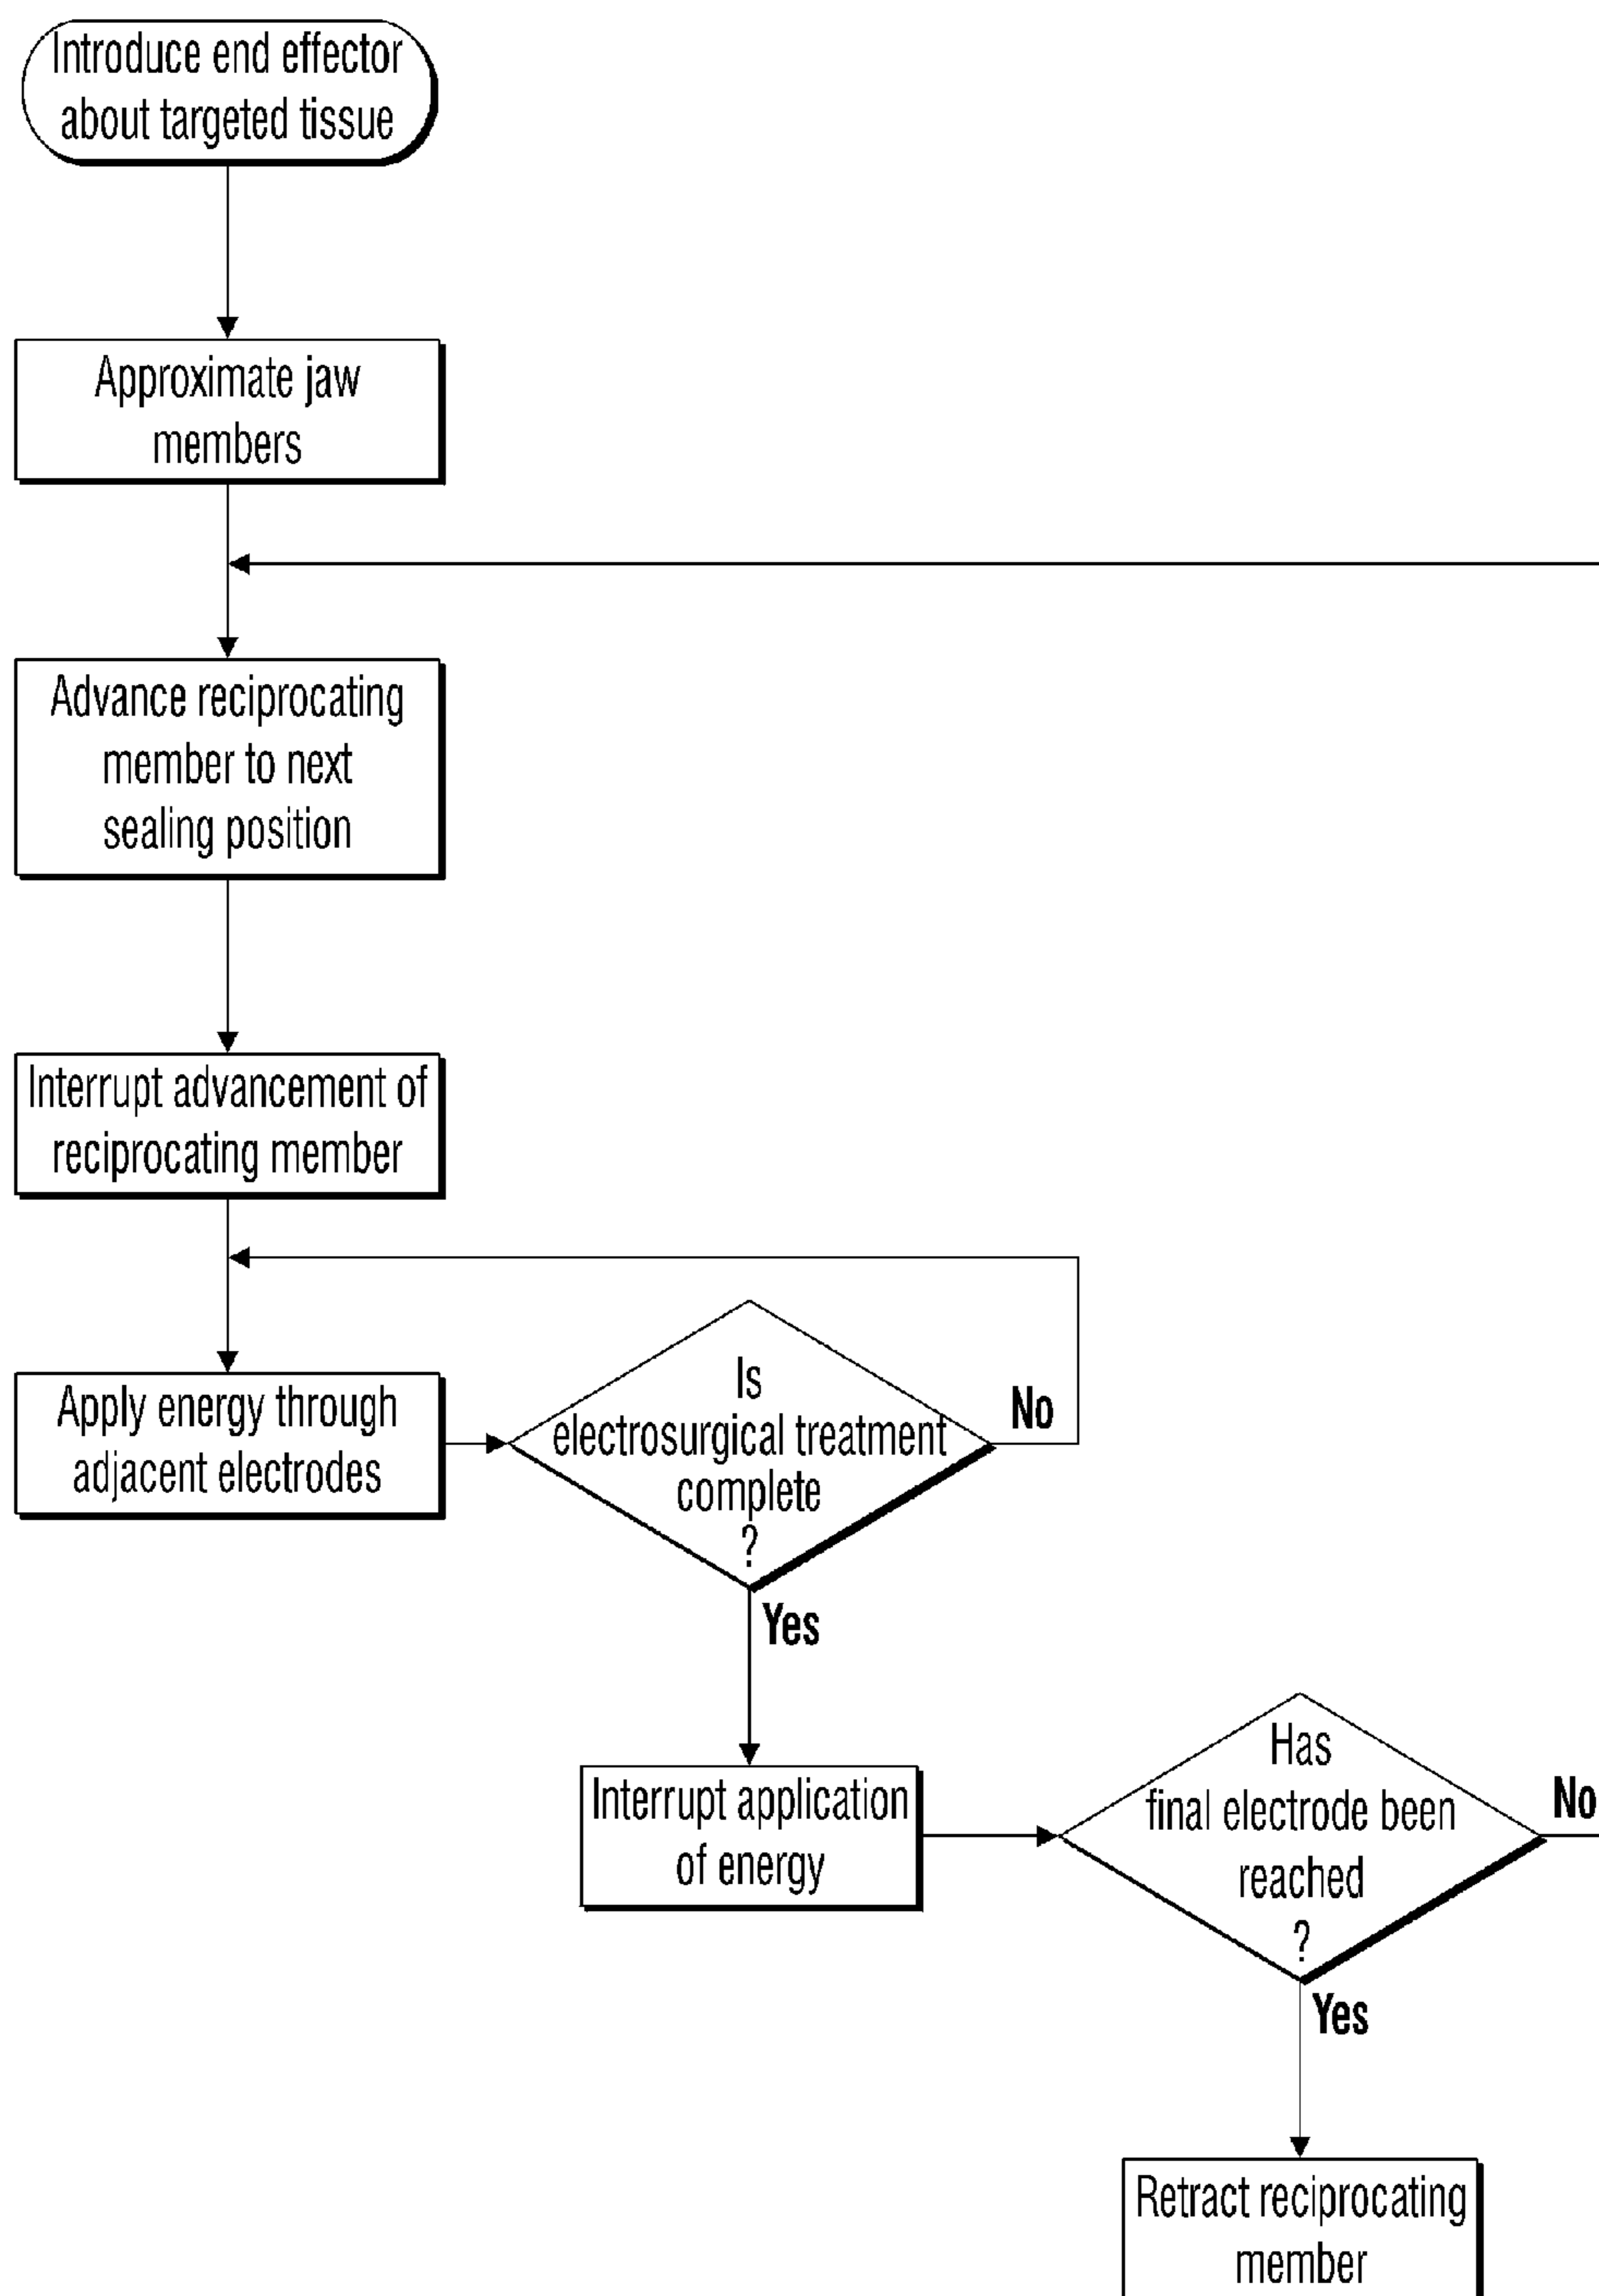 Introduce end effector
about targeted tissue
Approximate jaw
members
Advance reciprocating
member to next
sealing position
Interrupt advancement of
reciprocating member
Apply energy through
adjacent electrodes
Is
electrosurgical treatment
complete
?
No
Yes
Interrupt application
of energy
Has
final electrode been
reached
?
No
Yes
Retract reciprocating
member